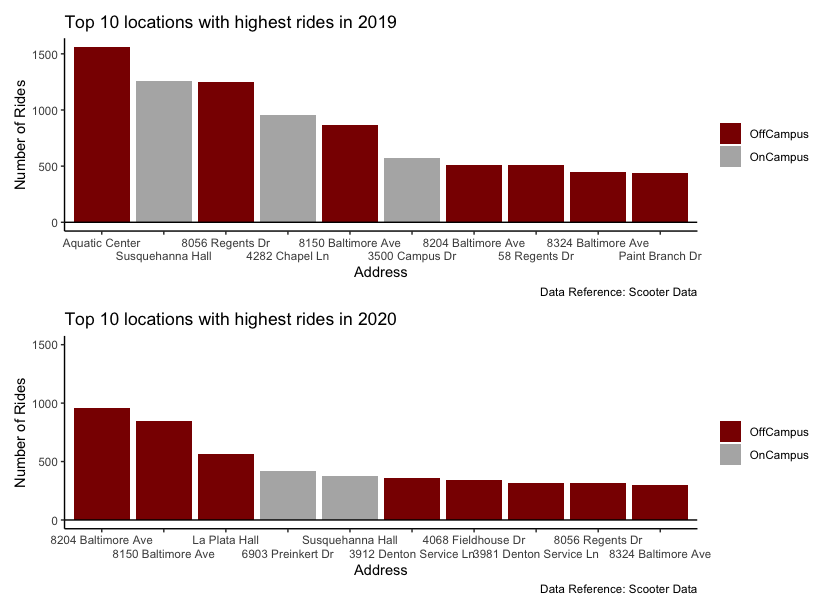 Top 10 locations with highest rides in 2019
Number of Rides
1500
1000
500
0
OffCampus
OnCampus
Aquatic Center 8056 Regents Dr 8150 Baltimore Ave 8204 Baltimore Ave 8324 Baltimore Ave
Susquehanna Hall 4282 Chapel Ln 3500 Campus Dr 58 Regents Dr Paint Branch Dr
Address
Data Reference: Scooter Data
Top 10 locations with highest rides in 2020
Number of Rides
1500
1000
500
0
OffCampus
OnCampus
8204 Baltimore Ave La Plata Hall Susquehanna Hall 4068 Fieldhouse Dr 8056 Regents Dr
8150 Baltimore Ave 6903 Preinkert Dr 3912 Denton Service Ln 3981 Denton Service Ln 8324 Baltimore Ave
Address
Data Reference: Scooter Data